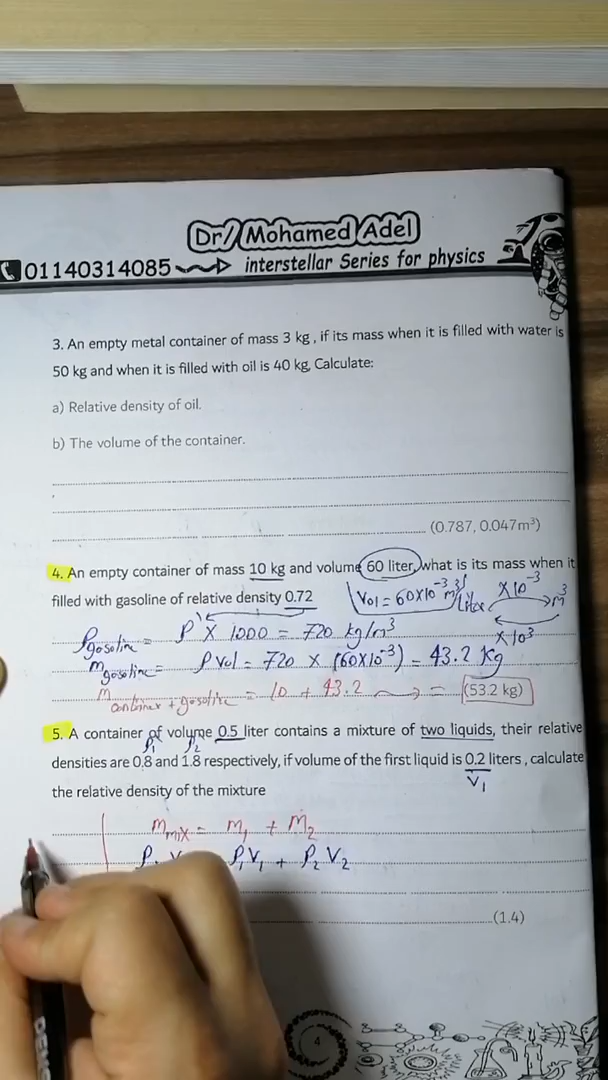 Dr/ Mohamed Adel
01140314085 interstellar Series for physics
3. An empty metal container of mass 3 kg , if its mass when it is filled with water is
50 kg and when it is filled with oil is 40 kg, Calculate:
a) Relative density of oil.
b) The volume of the container.
(0.787, 0.047m³)
4. An empty container of mass 10 kg and volume 60 liter, what is its mass when it
filled with gasoline of relative density 0.72
Vol = 60×10⁻³ m³
Liter ×10⁻³ m³
×10³
ρgasoline = ρ\ × 1000 = 720 kg/m³
mgasoline = ρ Vol = 720 × (60×10⁻³) = 43.2 Kg
m container + gasoline = 10 + 43.2 = (53.2 kg)
5. A container of volume 0.5 liter contains a mixture of two liquids, their relative
ρ₁ ρ₂
densities are 0.8 and 1.8 respectively, if volume of the first liquid is 0.2 liters , calculate
V₁
the relative density of the mixture
mmix = m₁ + m₂
ρ₁V₁ + ρ₂ V₂
(1.4)
4